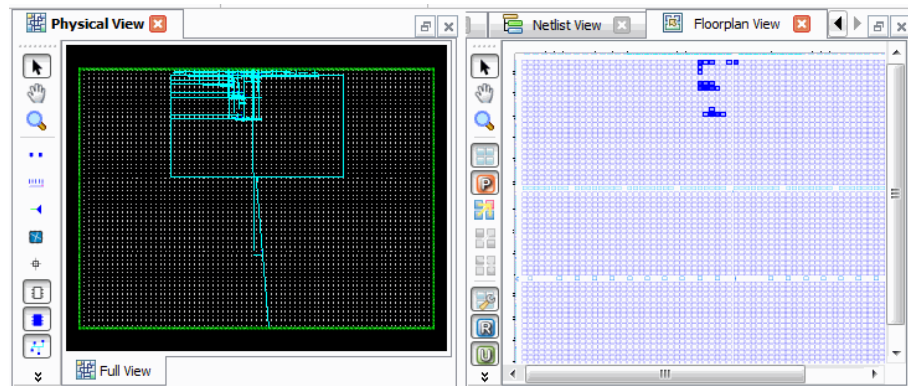 Physical View
Netlist View
Floorplan View
P
R
U
Full View